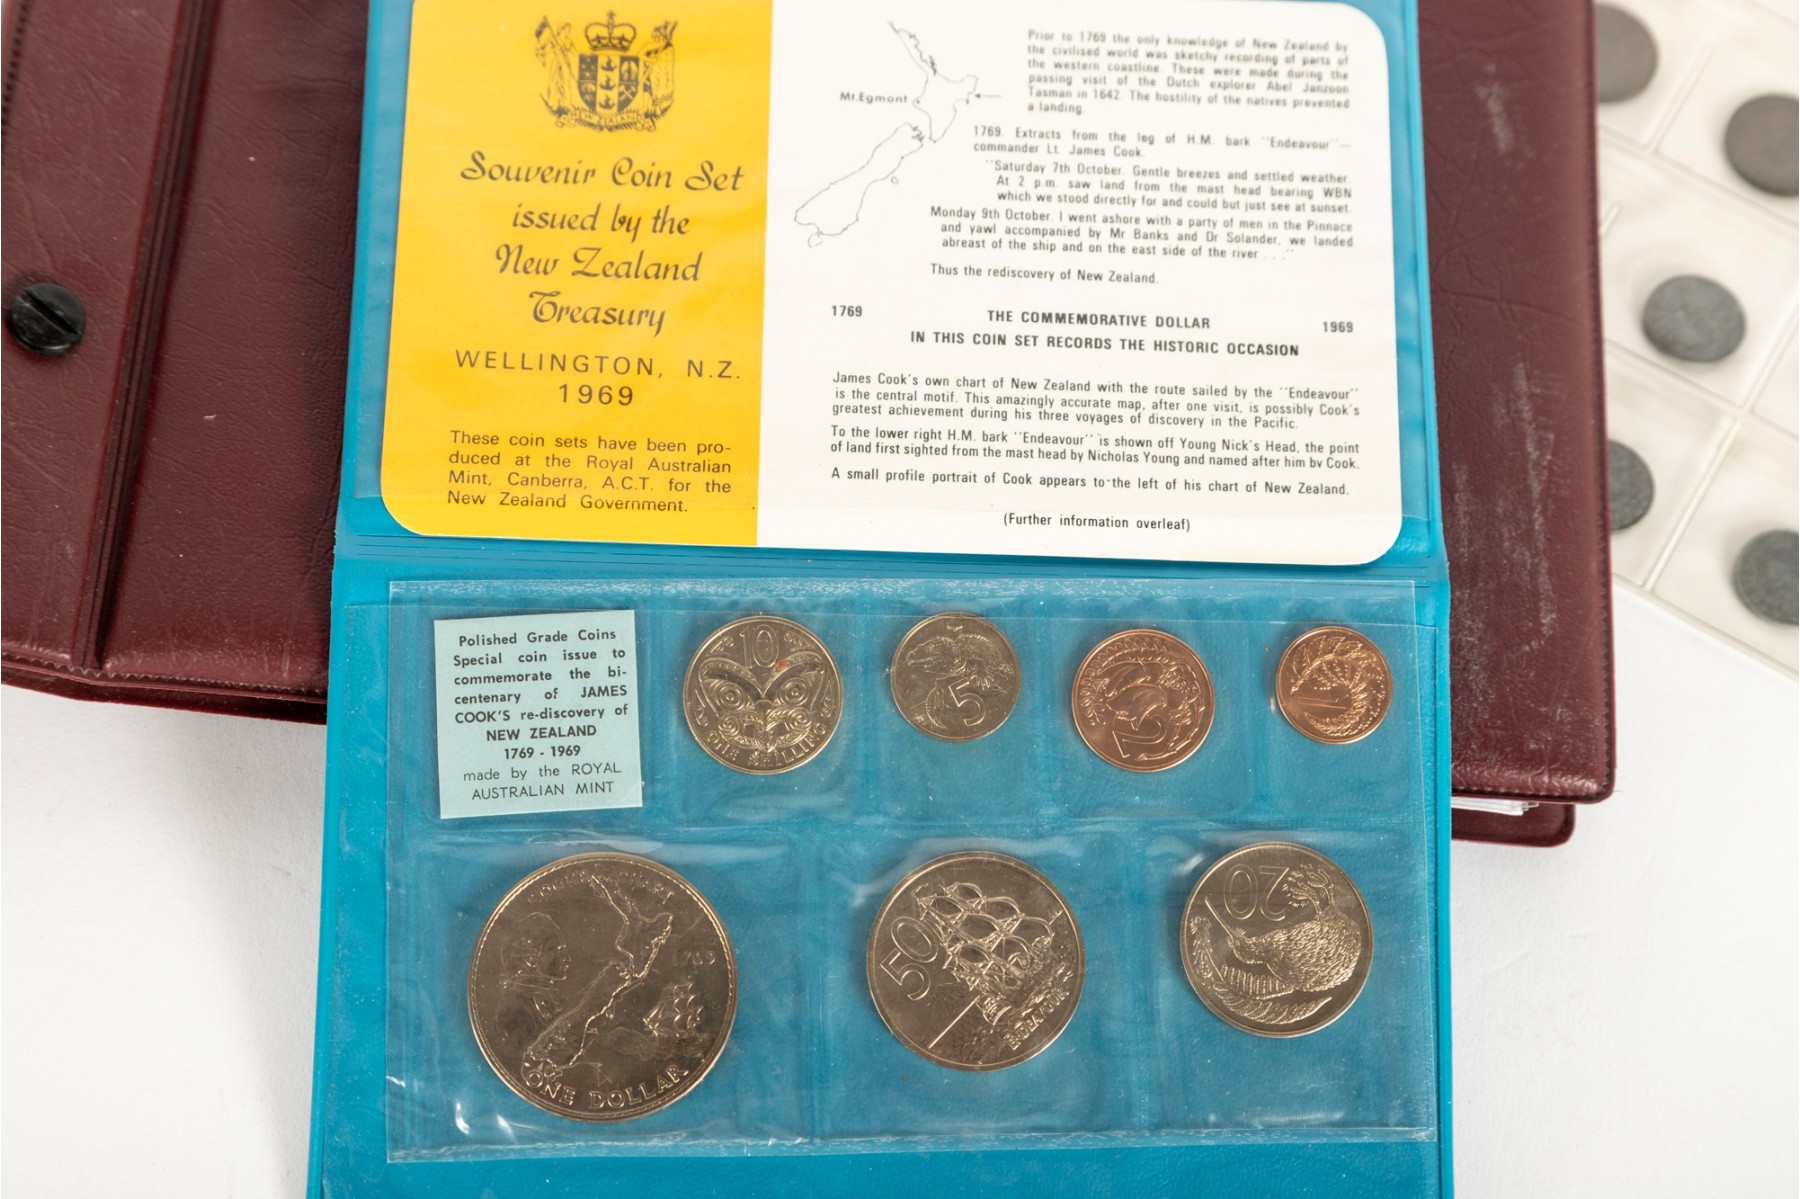 NEW ZEALAND
Souvenir Coin Set
issued by the
New Zealand
Treasury
WELLINGTON, N.Z.
1969
These coin sets have been pro-
duced at the Royal Australian
Mint, Canberra, A.C.T. for the
New Zealand Government.
Mt.Egmont
Prior to 1769 the only knowledge of New Zealand by
the civilised world was sketchy recording of parts of
the western coastline. These were made during the
passing visit of the Dutch explorer Abel Janzoon
Tasman in 1642. The hostility of the natives prevented
a landing.
1769. Extracts from the log of H.M. bark "Endeavour"—
commander Lt. James Cook.
"Saturday 7th October. Gentle breezes and settled weather.
At 2 p.m. saw land from the mast head bearing WBN
which we stood directly for and could but just see at sunset.
Monday 9th October. I went ashore with a party of men in the Pinnace
and yawl accompanied by Mr Banks and Dr Solander, we landed
abreast of the ship and on the east side of the river . . ."
Thus the rediscovery of New Zealand.
1769 THE COMMEMORATIVE DOLLAR 1969
IN THIS COIN SET RECORDS THE HISTORIC OCCASION
James Cook's own chart of New Zealand with the route sailed by the "Endeavour"
is the central motif. This amazingly accurate map, after one visit, is possibly Cook's
greatest achievement during his three voyages of discovery in the Pacific.
To the lower right H.M. bark "Endeavour" is shown off Young Nick's Head, the point
of land first sighted from the mast head by Nicholas Young and named after him by Cook.
A small profile portrait of Cook appears to the left of his chart of New Zealand.
(Further information overleaf)
Polished Grade Coins
Special coin issue to
commemorate the bi-
centenary of JAMES
COOK'S re-discovery of
NEW ZEALAND
1769 - 1969
made by the ROYAL
AUSTRALIAN MINT
10
ONE SHILLING
5
2
1
1769
ONE DOLLAR
50
ENDEAVOUR
20